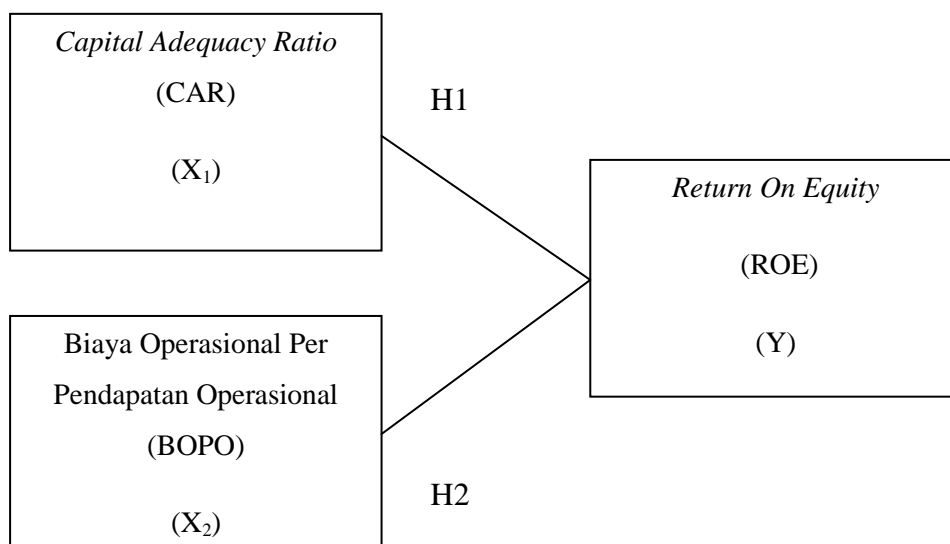 Capital Adequacy Ratio
(CAR)
(X₁)
H1
Return On Equity
(ROE)
(Y)
Biaya Operasional Per
Pendapatan Operasional
(BOPO)
(X₂)
H2